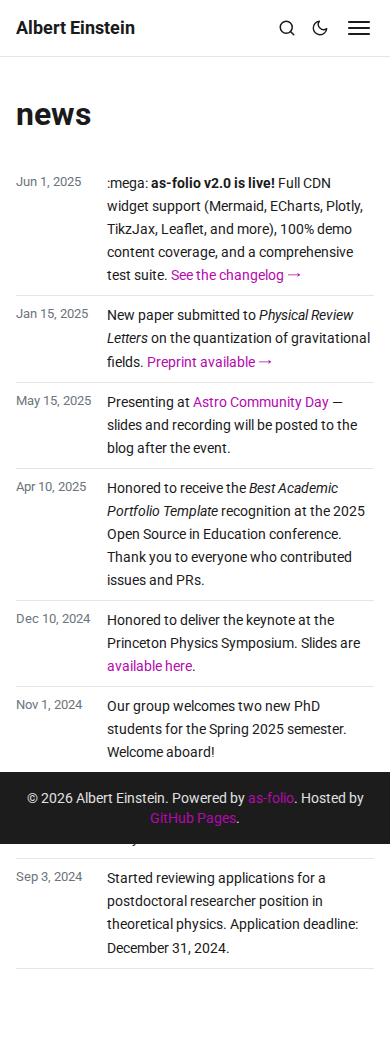 Albert Einstein
news
Jun 1, 2025
:mega: as-folio v2.0 is live! Full CDN
widget support (Mermaid, ECharts, Plotly,
TikzJax, Leaflet, and more), 100% demo
content coverage, and a comprehensive
test suite. See the changelog →
Jan 15, 2025
New paper submitted to Physical Review
Letters on the quantization of gravitational
fields. Preprint available →
May 15, 2025
Presenting at Astro Community Day —
slides and recording will be posted to the
blog after the event.
Apr 10, 2025
Honored to receive the Best Academic
Portfolio Template recognition at the 2025
Open Source in Education conference.
Thank you to everyone who contributed
issues and PRs.
Dec 10, 2024
Honored to deliver the keynote at the
Princeton Physics Symposium. Slides are
available here.
Nov 1, 2024
Our group welcomes two new PhD
students for the Spring 2025 semester.
Welcome aboard!
© 2026 Albert Einstein. Powered by as-folio. Hosted by
GitHub Pages.
Sep 3, 2024
Started reviewing applications for a
postdoctoral researcher position in
theoretical physics. Application deadline:
December 31, 2024.